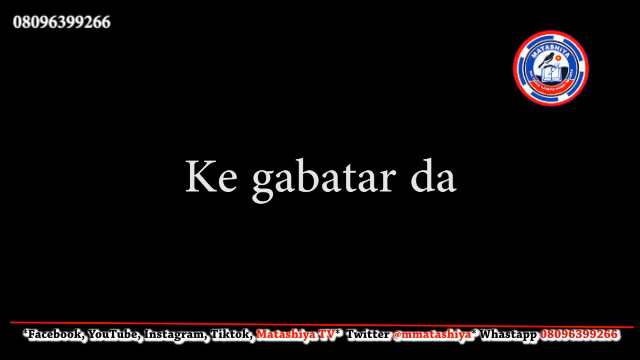 08096399266
MATASHIYA
Ke gabatar da
*Facebook, YouTube, Instagram, Tiktok, Matashiya TV* Twitter @mmatashiya* Whastapp 08096399266